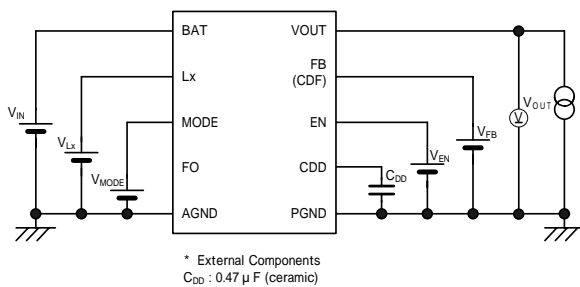 BAT
VOUT
Lx
FB
(CDF)
MODE
EN
FO
CDD
AGND
PGND
VIN
VLx
VMODE
CDD
VEN
VFB
VOUT
V
* External Components
CDD : 0.47 μ F (ceramic)